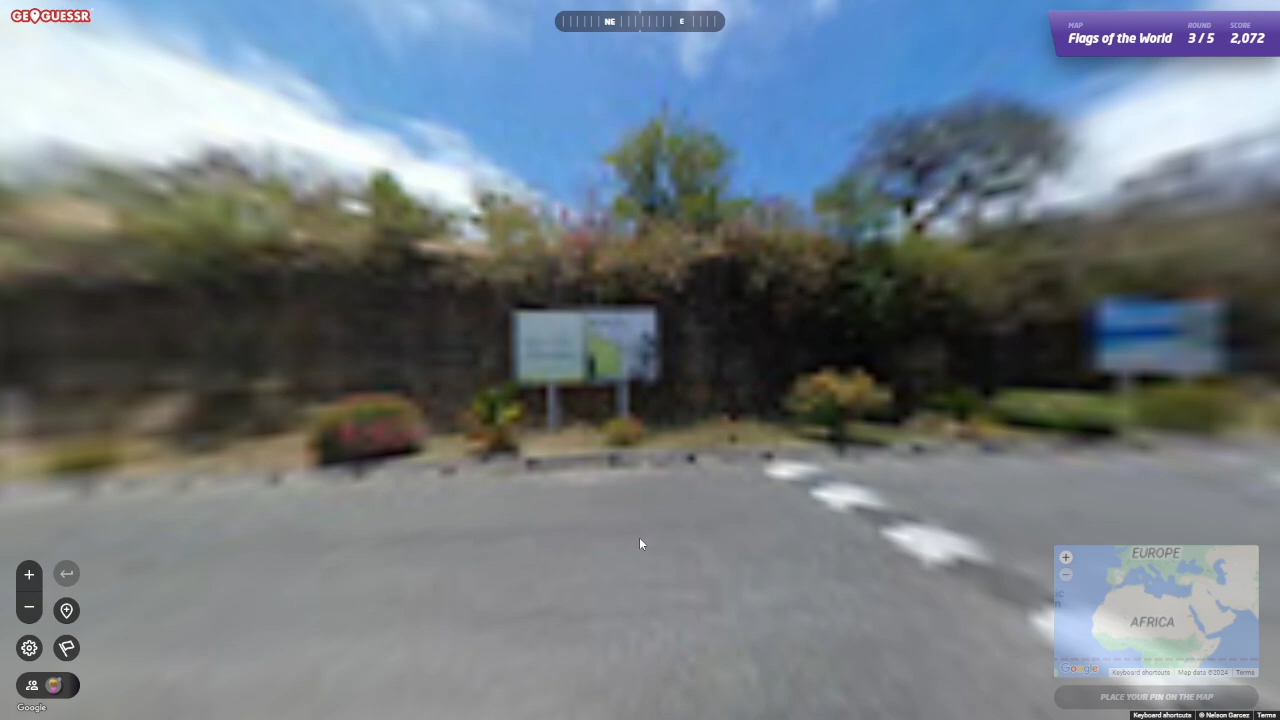 GEOGUESSR
NE
E
MAP
Flags of the World
ROUND
3 / 5
SCORE
2,072
+
−
+
−
EUROPE
AFRICA
Google
Keyboard shortcuts
Map data ©2024
Terms
PLACE YOUR PIN ON THE MAP
Google
Keyboard shortcuts
© Nelson Garcez
Terms